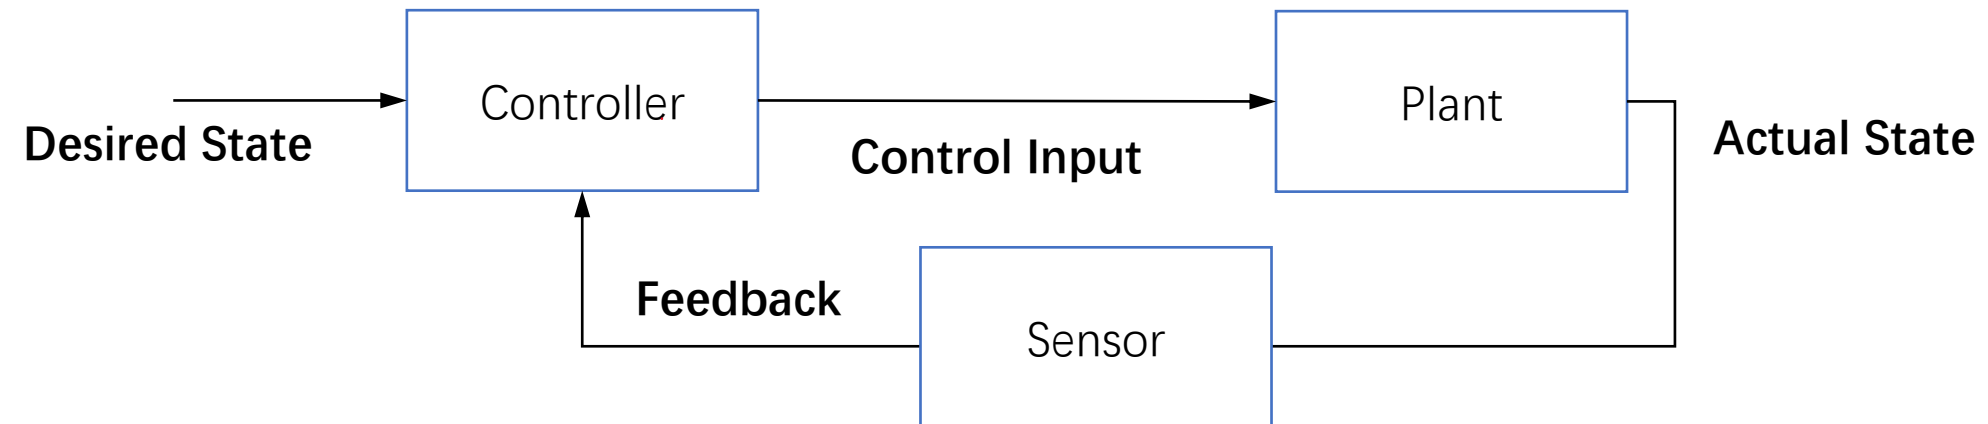 Controller
Plant
Desired State
Control Input
Actual State
Feedback
Sensor